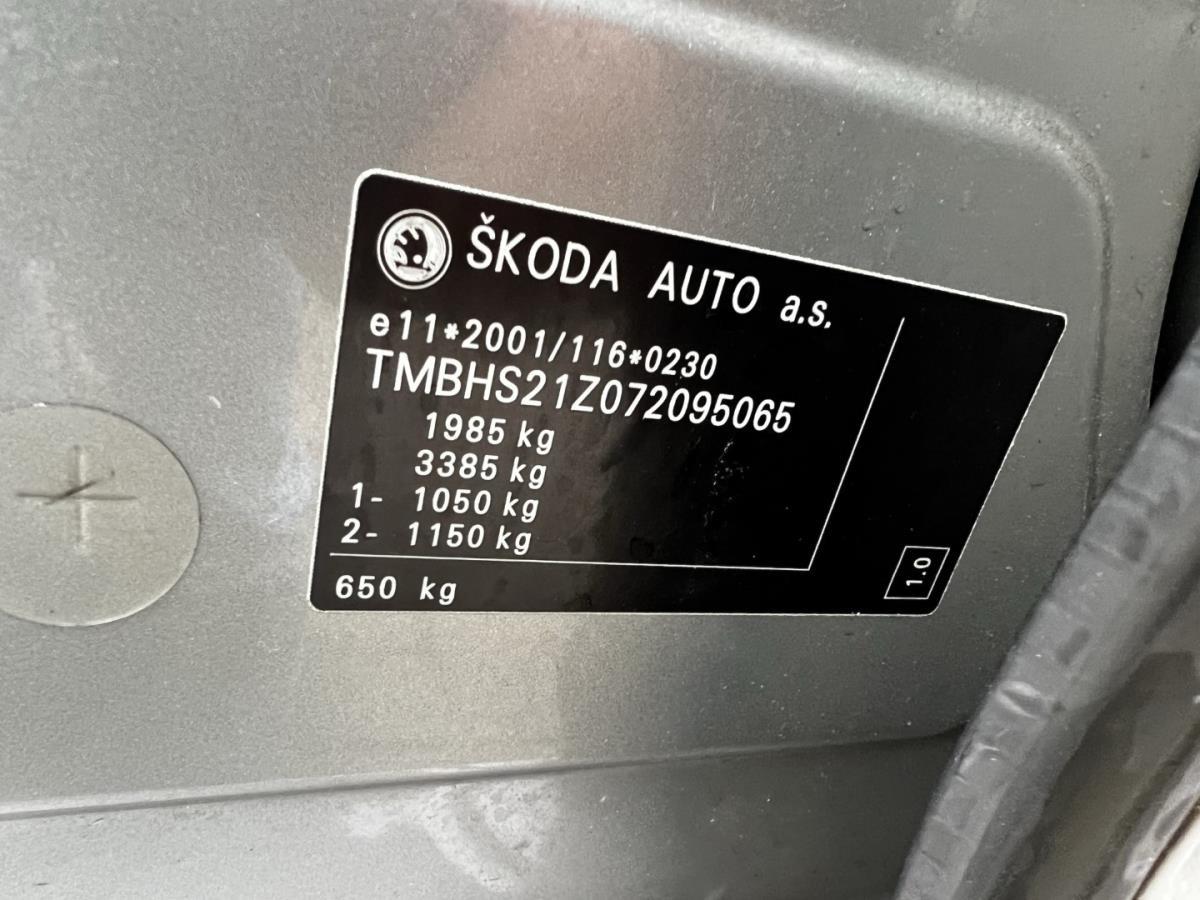 ŠKODA AUTO a.s.
e11*2001/116*0230
TMBHS21Z072095065
1985 kg
3385 kg
1- 1050 kg
2- 1150 kg
650 kg
1.0